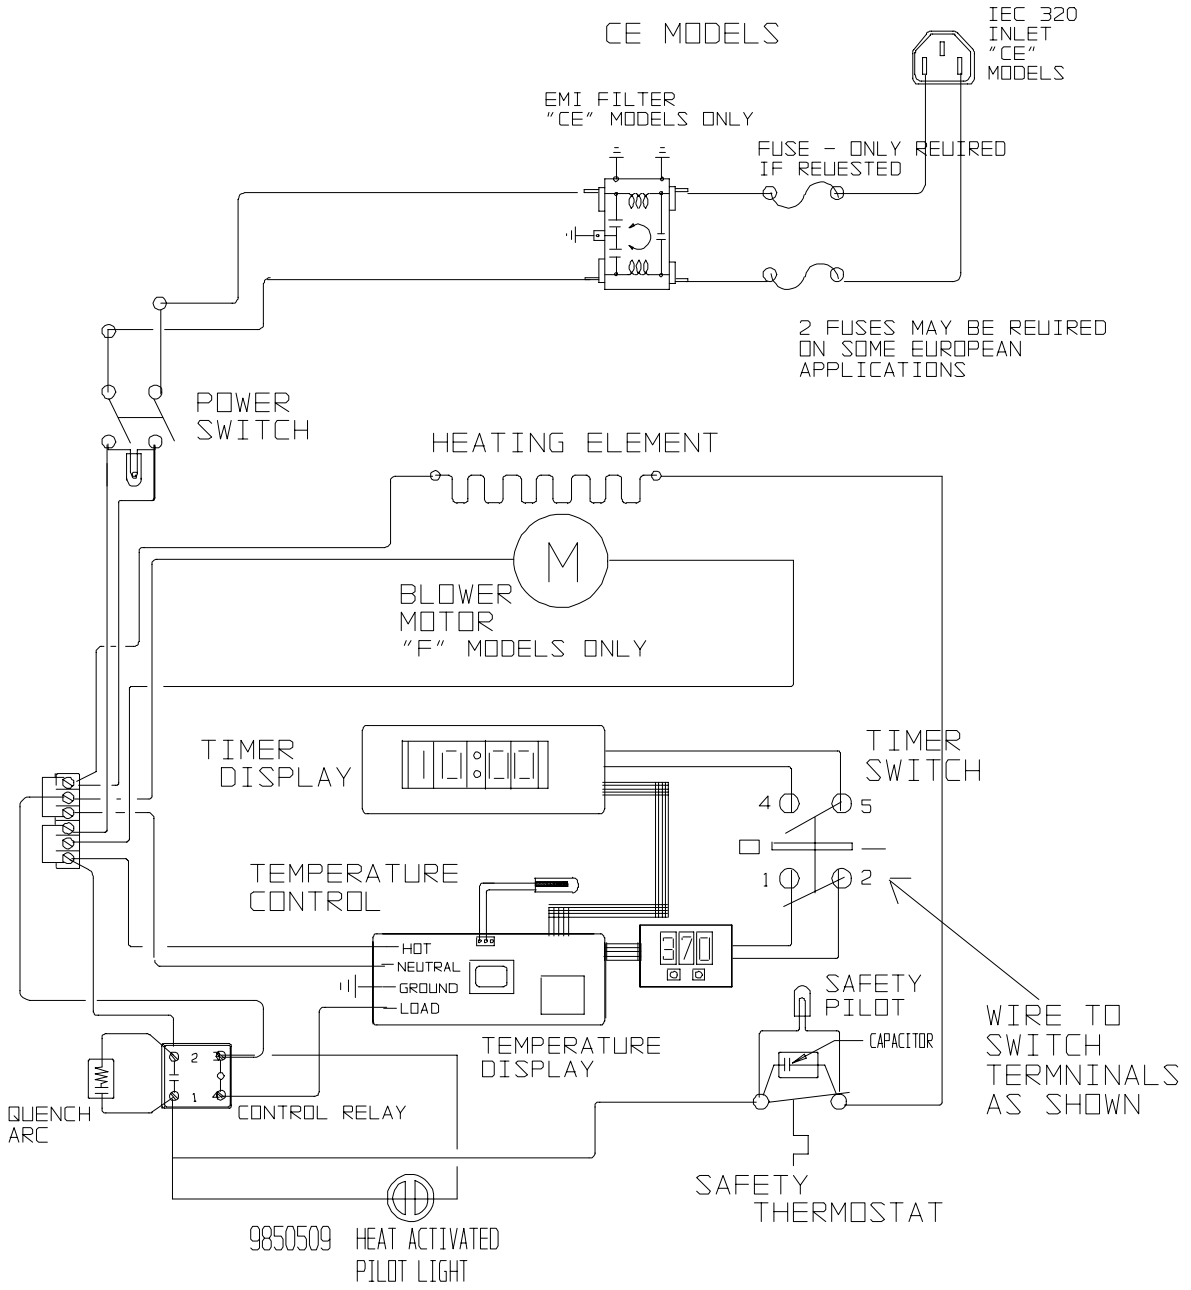 CE MODELS
IEC 320
INLET
"CE"
MODELS
EMI FILTER
"CE" MODELS ONLY
FUSE - ONLY REUIRED
IF REUESTED
2 FUSES MAY BE REUIRED
ON SOME EUROPEAN
APPLICATIONS
POWER
SWITCH
HEATING ELEMENT
M
BLOWER
MOTOR
"F" MODELS ONLY
TIMER
DISPLAY
10:00
TIMER
SWITCH
4
5
1
2
TEMPERATURE
CONTROL
HOT
NEUTRAL
GROUND
LOAD
370
TEMPERATURE
DISPLAY
SAFETY
PILOT
CAPACITOR
WIRE TO
SWITCH
TERMNINALS
AS SHOWN
2
3
1
4
QUENCH
ARC
CONTROL RELAY
SAFETY
THERMOSTAT
9850509
HEAT ACTIVATED
PILOT LIGHT